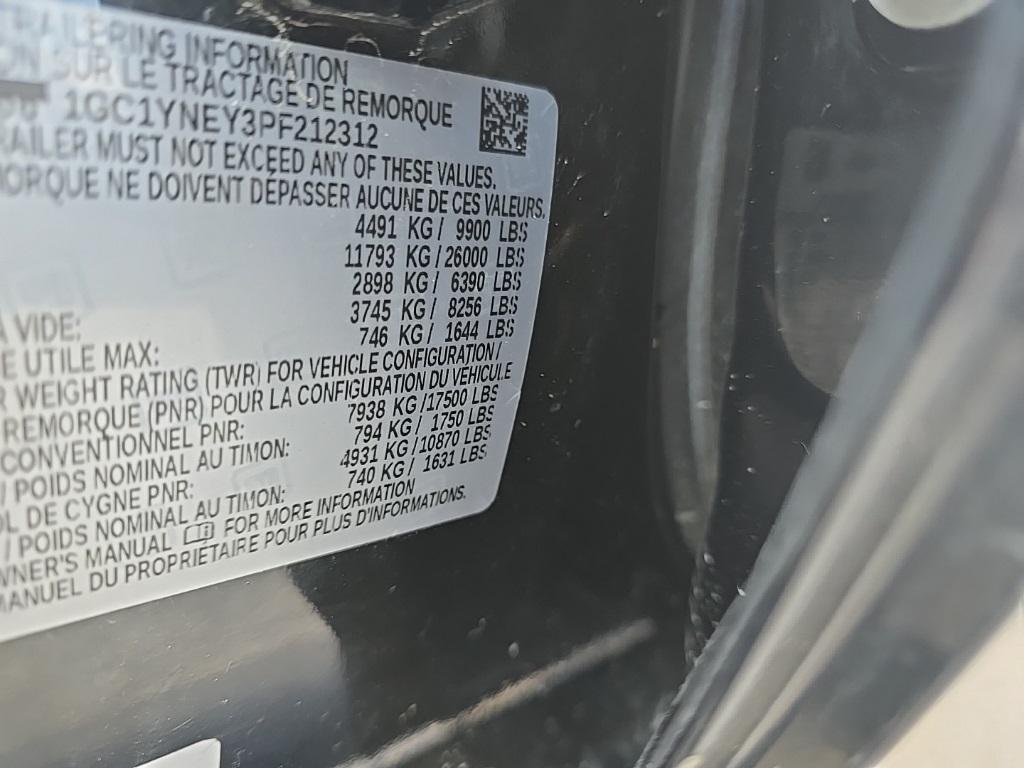 TRAILERING INFORMATION
ON SUR LE TRACTAGE DE REMORQUE
1GC1YNEY3PF212312
RAILER MUST NOT EXCEED ANY OF THESE VALUES.
MORQUE NE DOIVENT DÉPASSER AUCUNE DE CES VALEURS.
4491 KG/ 9900 LBS
11793 KG/26000 LBS
2898 KG/ 6390 LBS
3745 KG/ 8256 LBS
À VIDE: 746 KG/ 1644 LBS
E UTILE MAX:
R WEIGHT RATING (TWR) FOR VEHICLE CONFIGURATION/
REMORQUE (PNR) POUR LA CONFIGURATION DU VÉHICULE
CONVENTIONNEL PNR: 7938 KG/17500 LBS
/ POIDS NOMINAL AU TIMON: 794 KG/ 1750 LBS
OL DE CYGNE PNR: 4931 KG/10870 LBS
/ POIDS NOMINAL AU TIMON: 740 KG/ 1631 LBS
WNER'S MANUAL FOR MORE INFORMATION
MANUEL DU PROPRIÉTAIRE POUR PLUS D'INFORMATIONS.